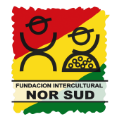 FUNDACION INTERCULTURAL
NOR SUD